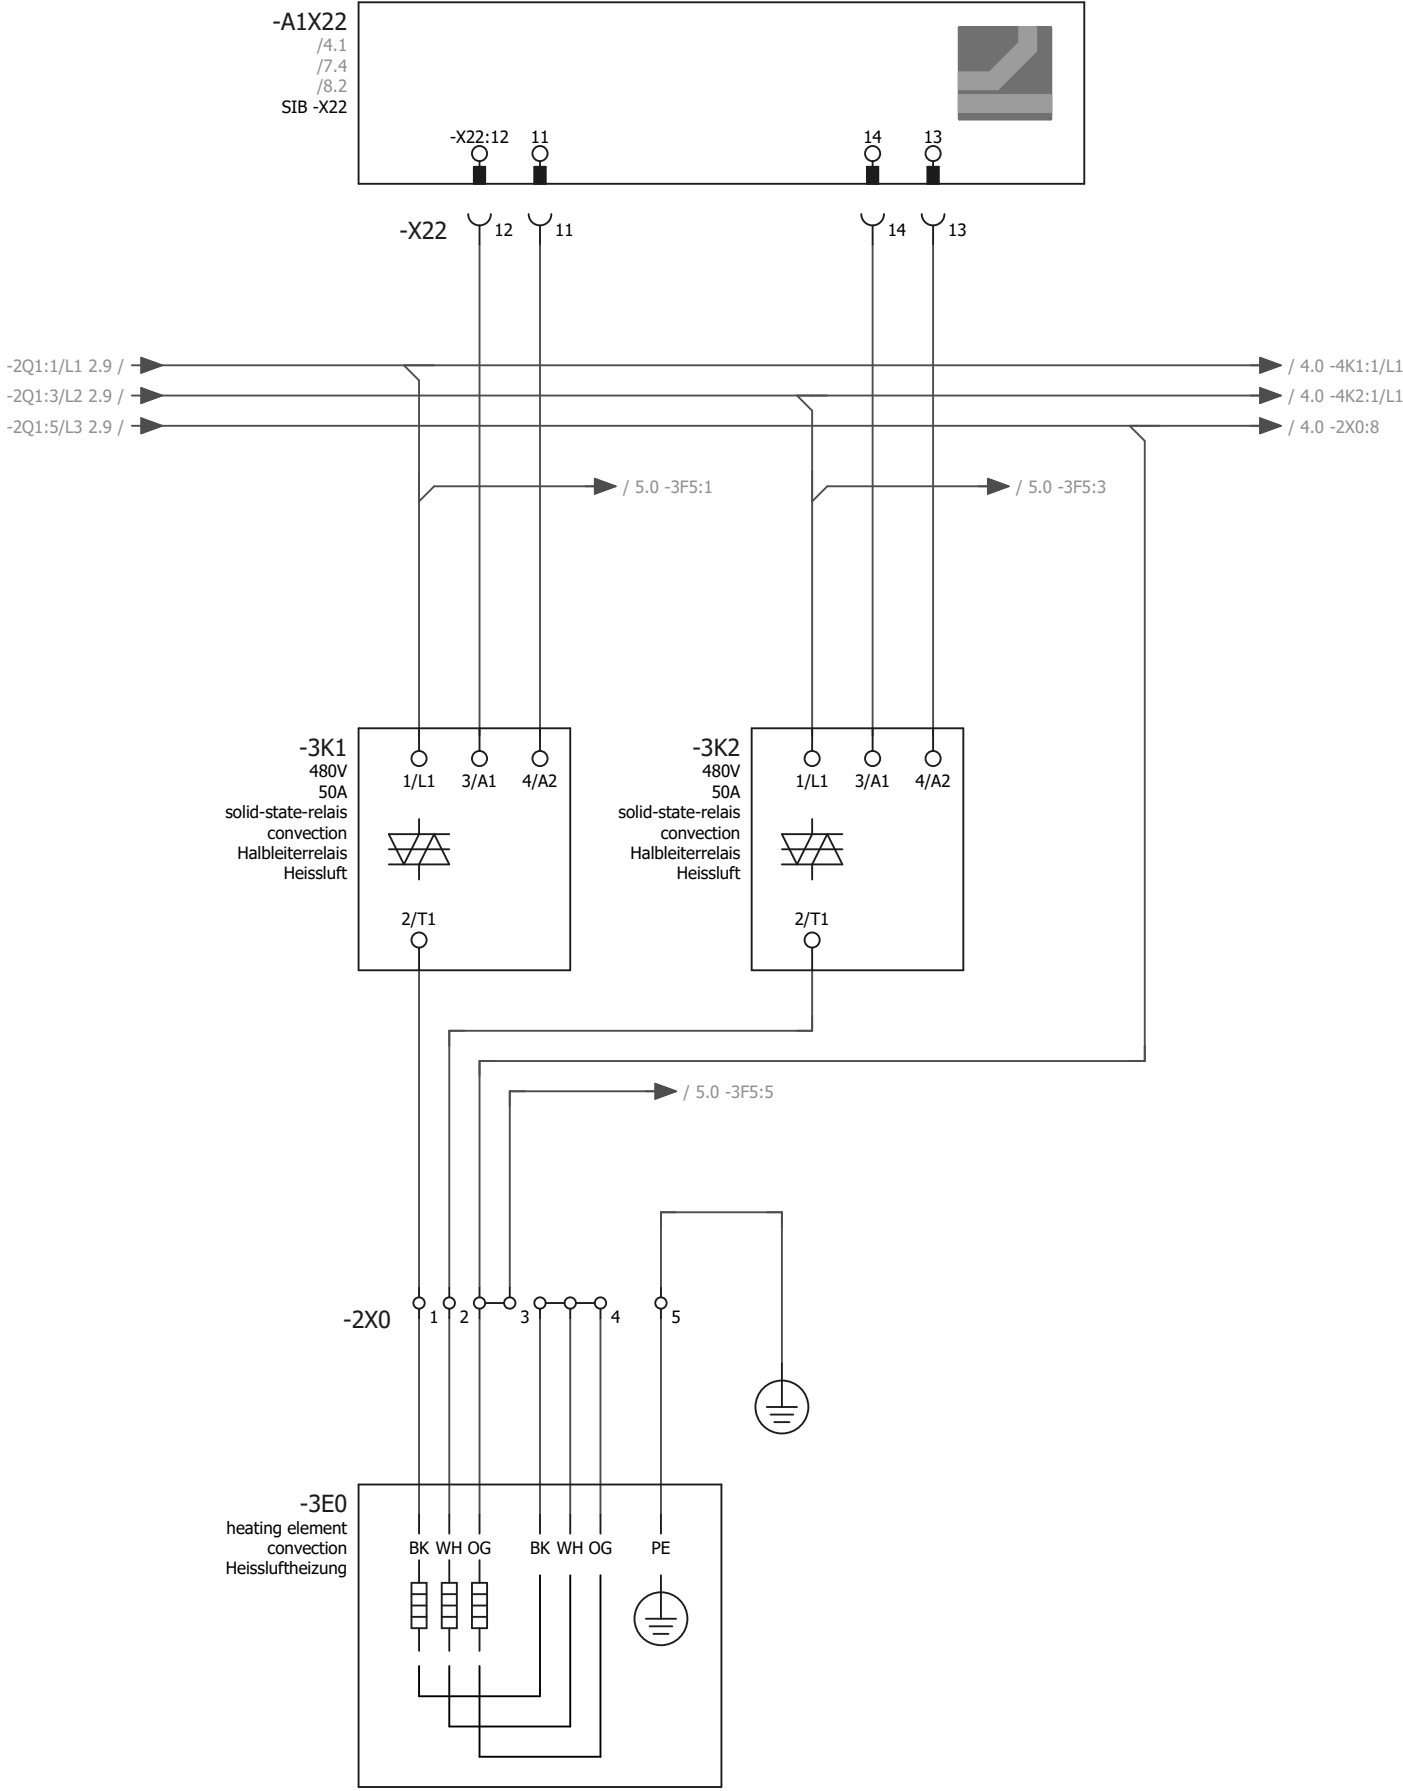 -A1X22
/4.1
/7.4
/8.2
SIB -X22
-X22:12 11 14 13
-X22 12 11 14 13
-2Q1:1/L1 2.9 / / 4.0 -4K1:1/L1
-2Q1:3/L2 2.9 / / 4.0 -4K2:1/L1
-2Q1:5/L3 2.9 / / 4.0 -2X0:8
/ 5.0 -3F5:1 / 5.0 -3F5:3
-3K1
480V
50A
solid-state-relais
convection
Halbleiterrelais
Heissluft
1/L1 3/A1 4/A2
2/T1
-3K2
480V
50A
solid-state-relais
convection
Halbleiterrelais
Heissluft
1/L1 3/A1 4/A2
2/T1
/ 5.0 -3F5:5
-2X0 1 2 3 4 5
-3E0
heating element
convection
Heissluftheizung
BK WH OG BK WH OG PE